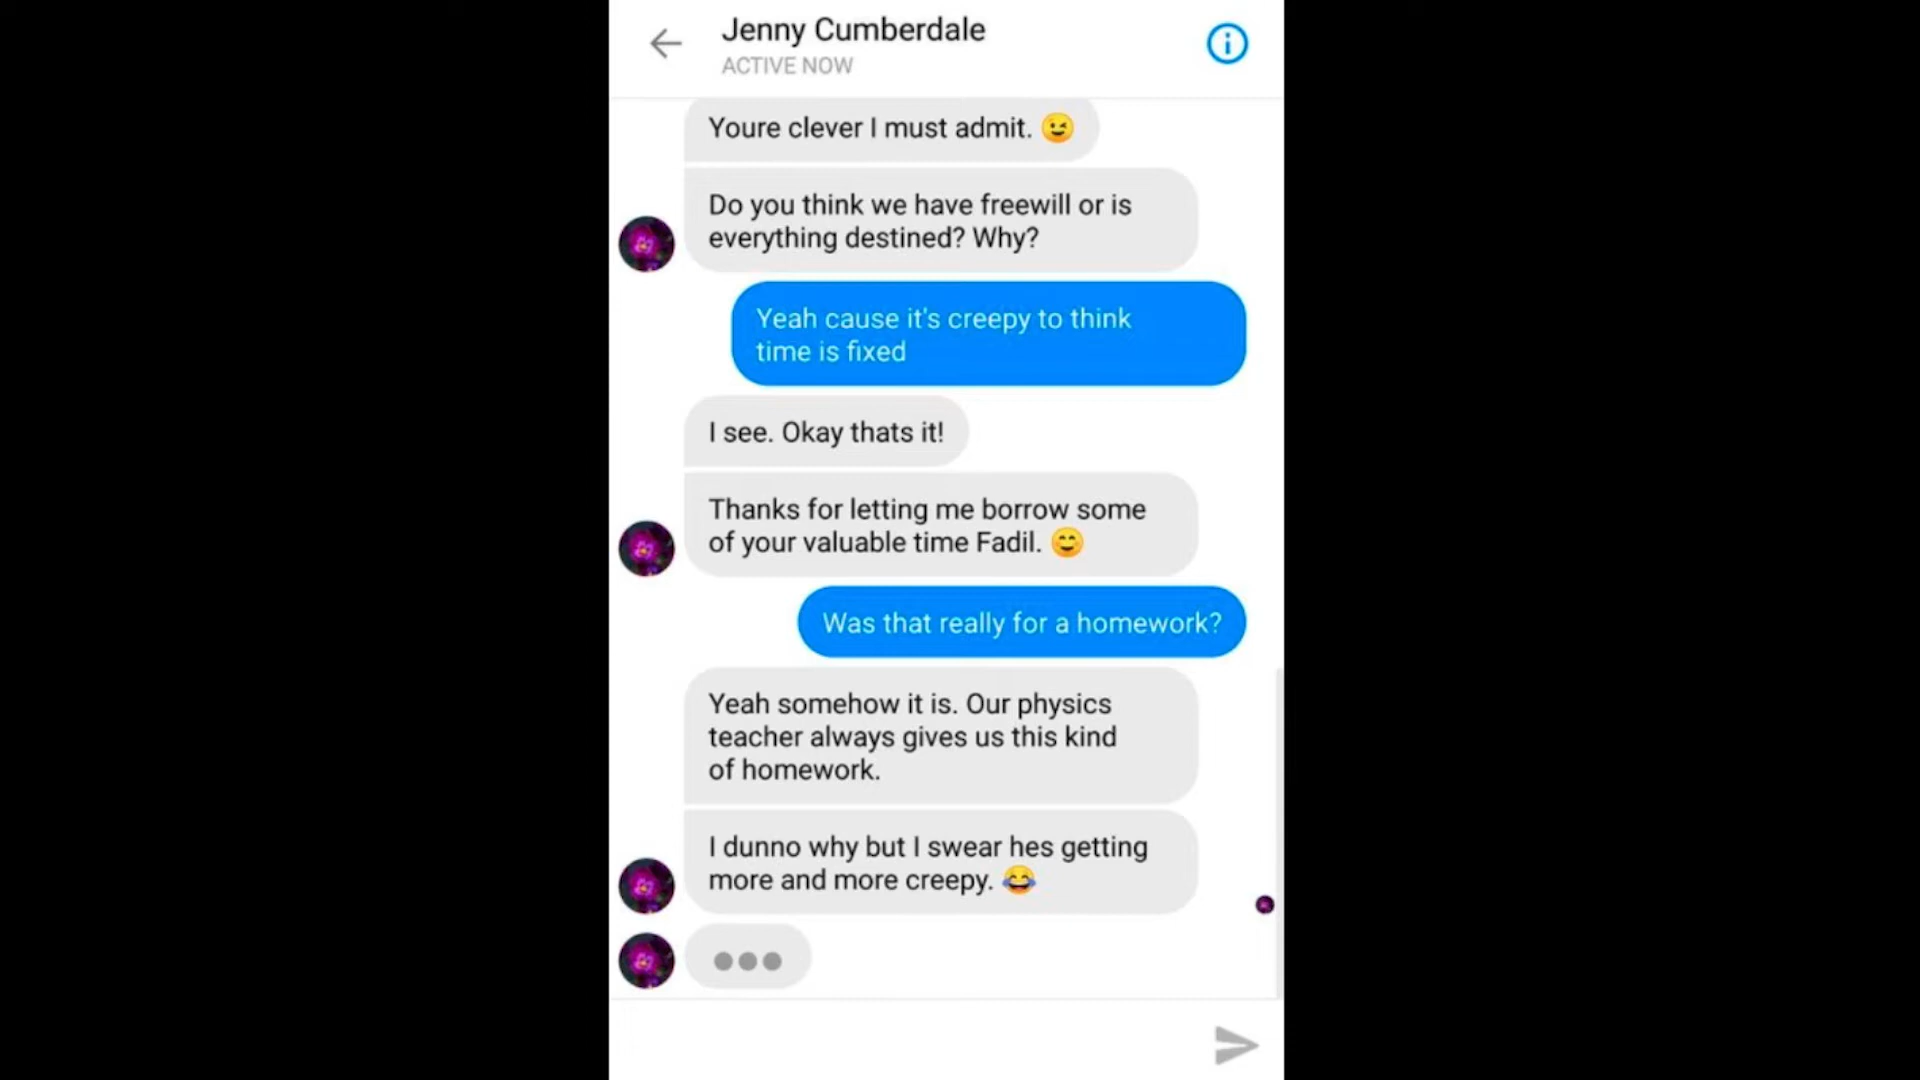 Jenny Cumberdale
ACTIVE NOW
Youre clever I must admit. 😉
Do you think we have freewill or is
everything destined? Why?
Yeah cause it's creepy to think
time is fixed
I see. Okay thats it!
Thanks for letting me borrow some
of your valuable time Fadil. 😊
Was that really for a homework?
Yeah somehow it is. Our physics
teacher always gives us this kind
of homework.
I dunno why but I swear hes getting
more and more creepy. 😂